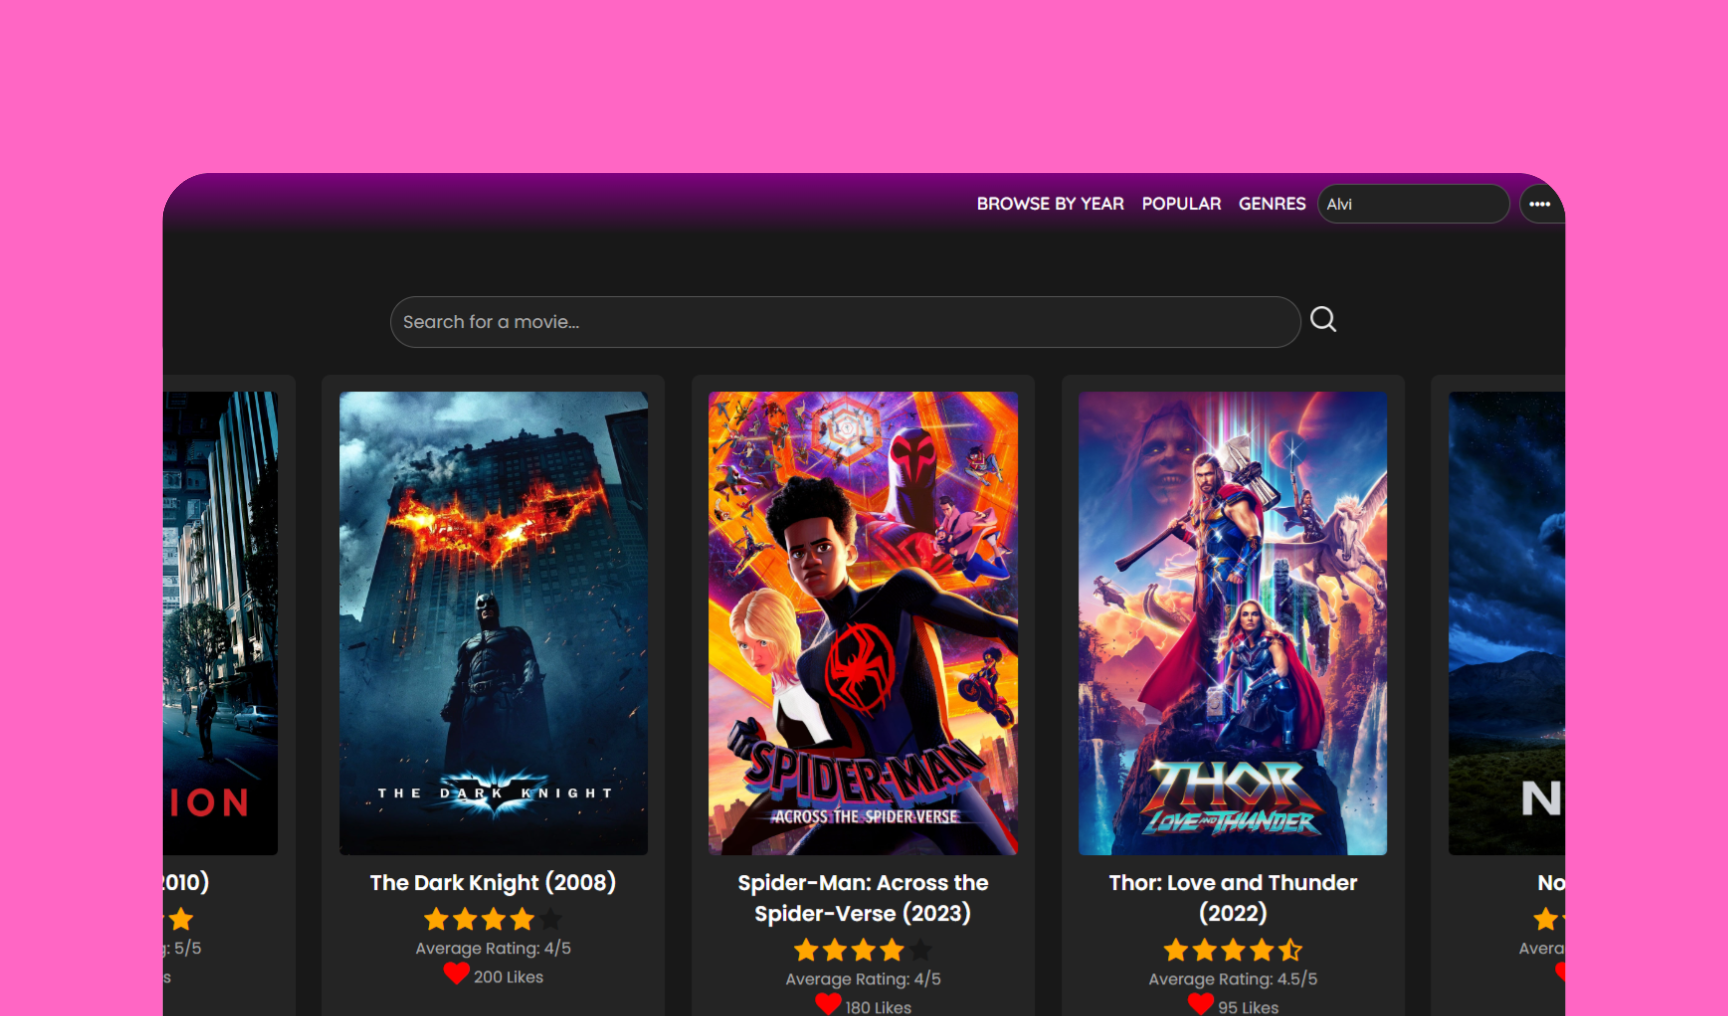 BROWSE BY YEAR POPULAR GENRES Alvi ••••
Search for a movie...
ION
THE DARK KNIGHT
SPIDER-MAN
ACROSS THE SPIDER-VERSE
THOR
LOVE AND THUNDER
N
2010)
g: 5/5
s
The Dark Knight (2008)
Average Rating: 4/5
200 Likes
Spider-Man: Across the
Spider-Verse (2023)
Average Rating: 4/5
180 Likes
Thor: Love and Thunder
(2022)
Average Rating: 4.5/5
95 Likes
No
Avera